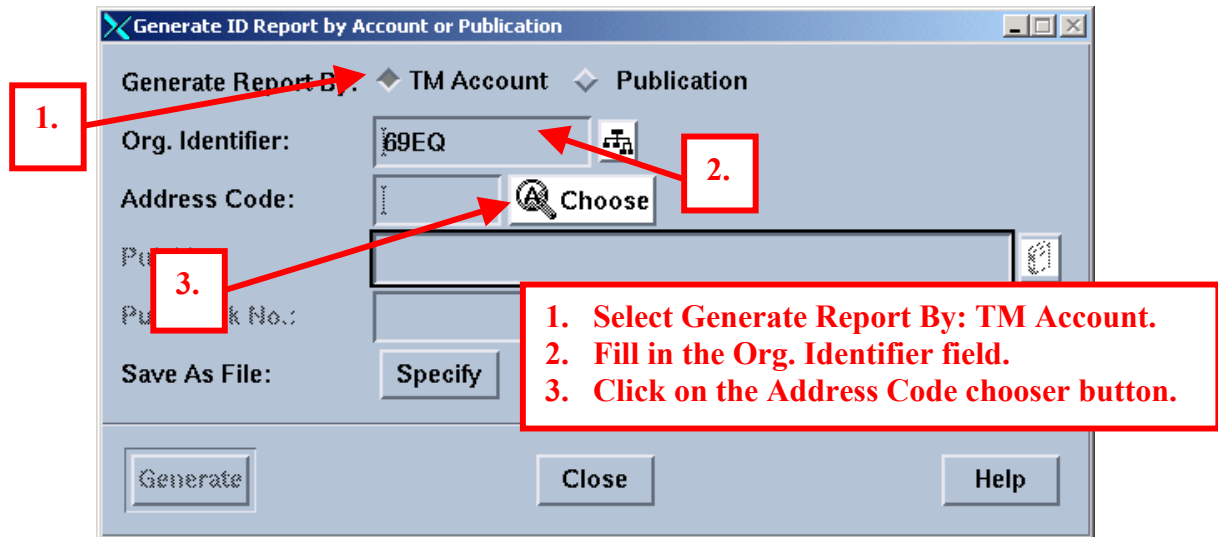 Generate ID Report by Account or Publication
Generate Report By: TM Account Publication
1.
Org. Identifier: 69EQ
2.
Address Code: Choose
3.
k No.:
1. Select Generate Report By: TM Account.
2. Fill in the Org. Identifier field.
3. Click on the Address Code chooser button.
Save As File: Specify
Generate Close Help